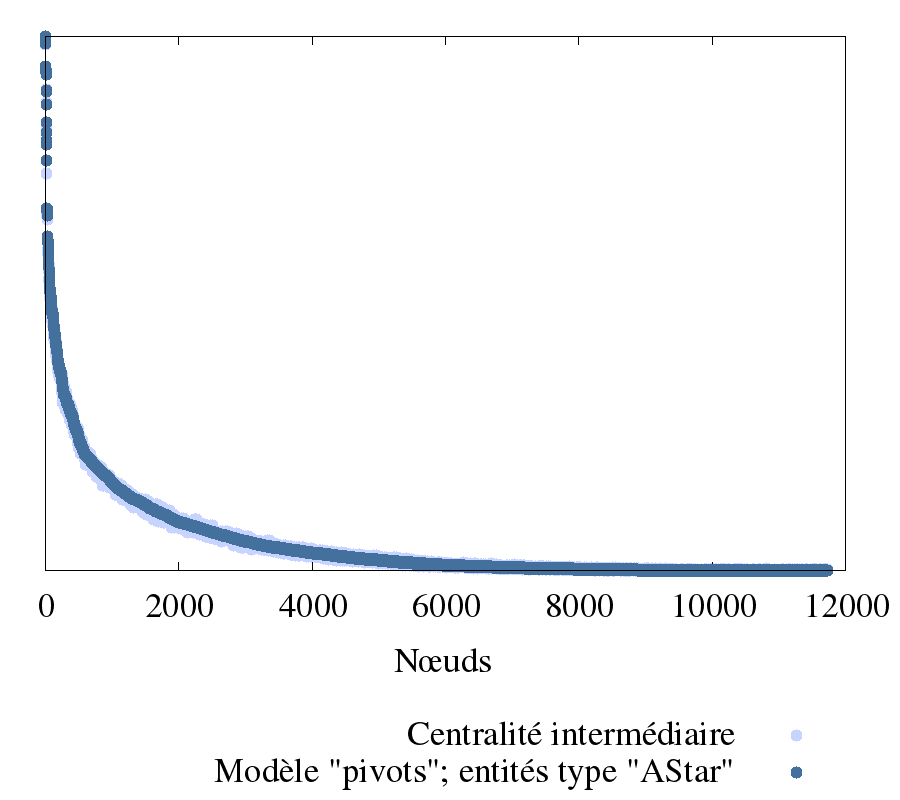 0 2000 4000 6000 8000 10000 12000
Nœuds
Centralité intermédiaire
Modèle "pivots"; entités type "AStar"